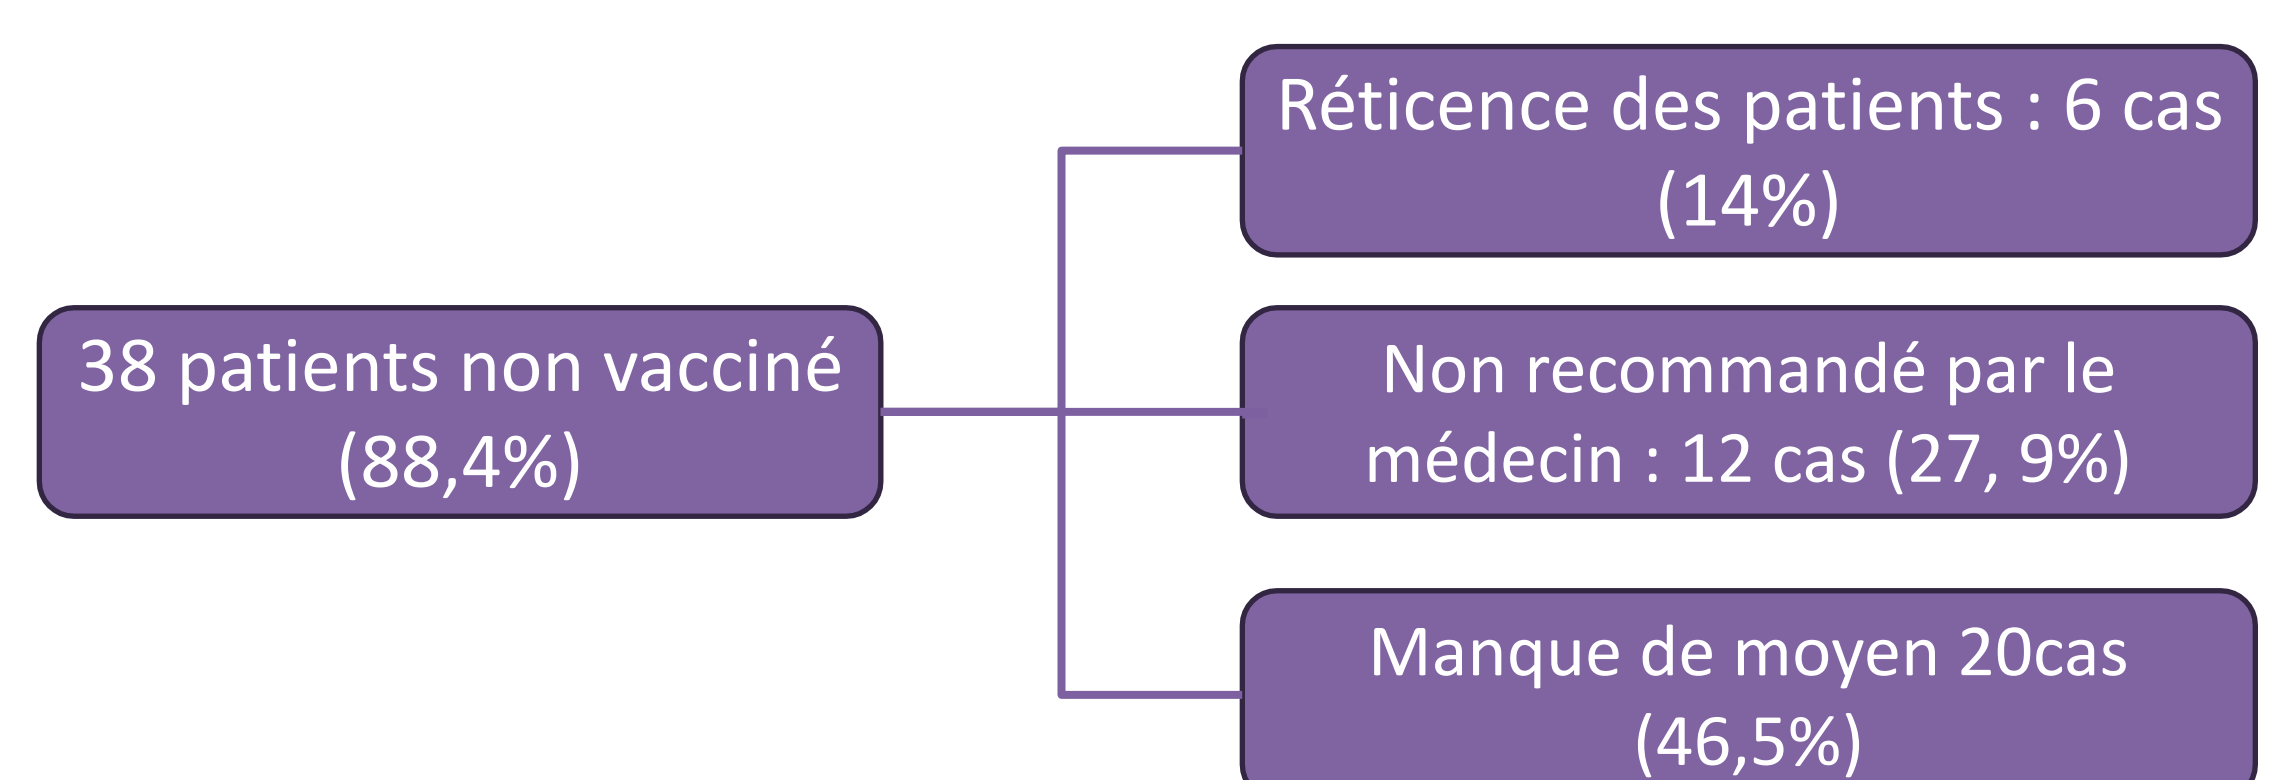 38 patients non vacciné
(88,4%)
Réticence des patients : 6 cas
(14%)
Non recommandé par le
médecin : 12 cas (27, 9%)
Manque de moyen 20cas
(46,5%)